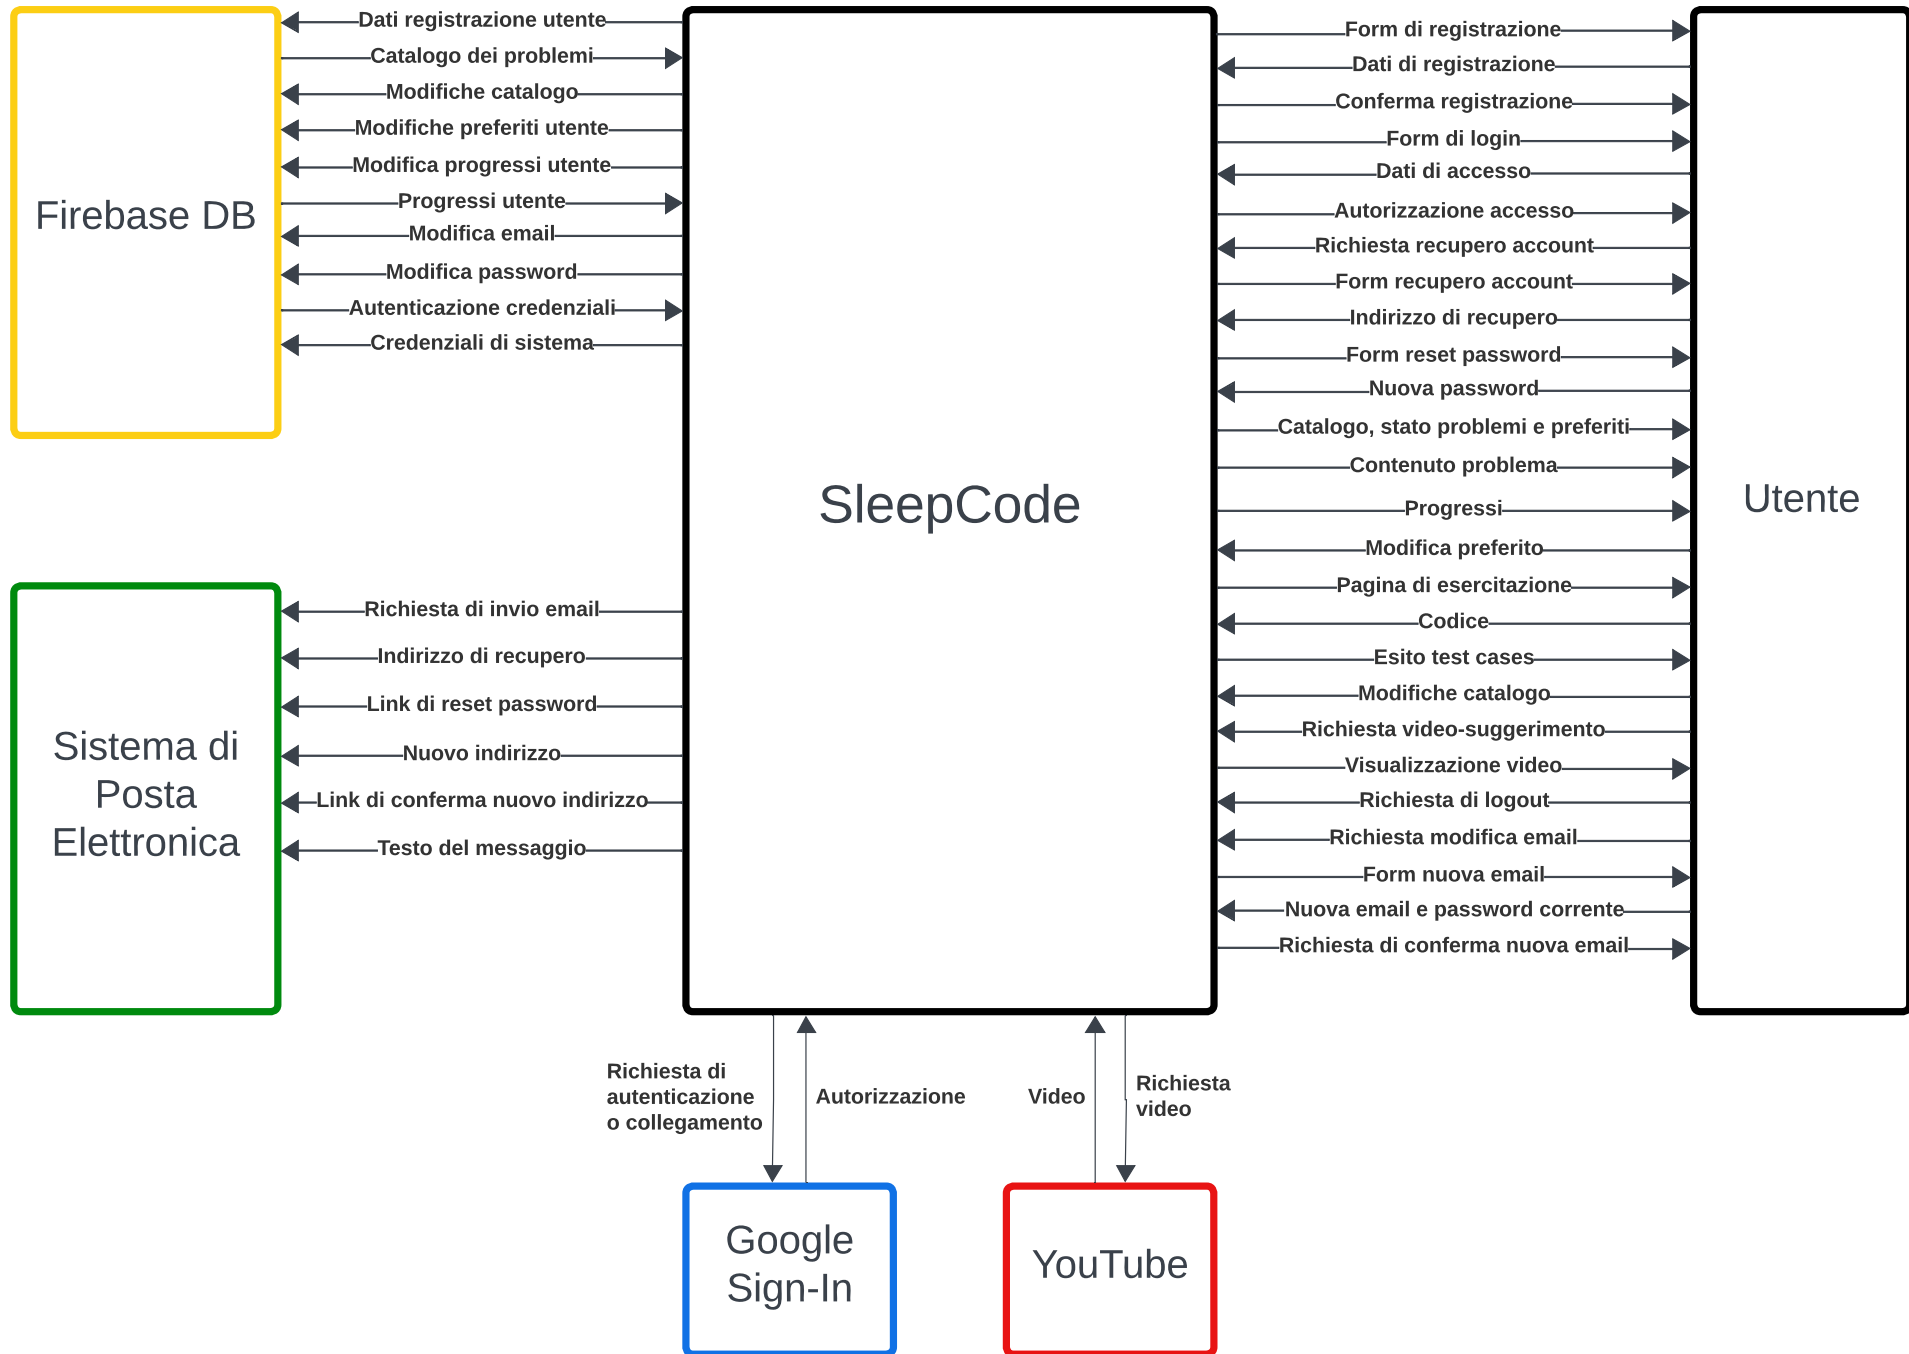 Firebase DB
Dati registrazione utente
Catalogo dei problemi
Modifiche catalogo
Modifiche preferiti utente
Modifica progressi utente
Progressi utente
Modifica email
Modifica password
Autenticazione credenziali
Credenziali di sistema
Sistema di
Posta
Elettronica
Richiesta di invio email
Indirizzo di recupero
Link di reset password
Nuovo indirizzo
Link di conferma nuovo indirizzo
Testo del messaggio
SleepCode
Form di registrazione
Dati di registrazione
Conferma registrazione
Form di login
Dati di accesso
Autorizzazione accesso
Richiesta recupero account
Form recupero account
Indirizzo di recupero
Form reset password
Nuova password
Catalogo, stato problemi e preferiti
Contenuto problema
Progressi
Modifica preferito
Pagina di esercitazione
Codice
Esito test cases
Modifiche catalogo
Richiesta video-suggerimento
Visualizzazione video
Richiesta di logout
Richiesta modifica email
Form nuova email
Nuova email e password corrente
Richiesta di conferma nuova email
Utente
Richiesta di
autenticazione
o collegamento
Autorizzazione
Video
Richiesta
video
Google
Sign-In
YouTube